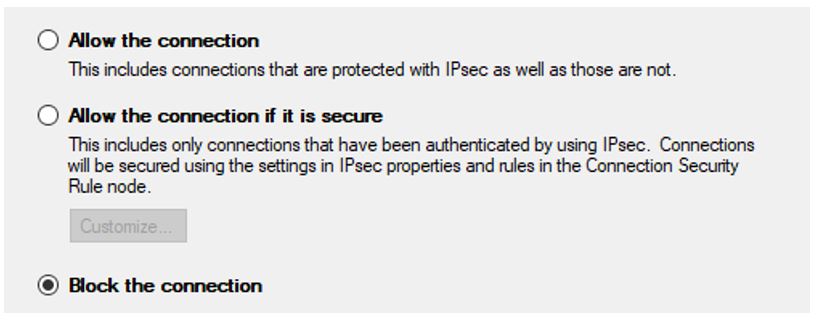 Allow the connection
This includes connections that are protected with IPsec as well as those are not.
Allow the connection if it is secure
This includes only connections that have been authenticated by using IPsec. Connections
will be secured using the settings in IPsec properties and rules in the Connection Security
Rule node.
Customize...
Block the connection